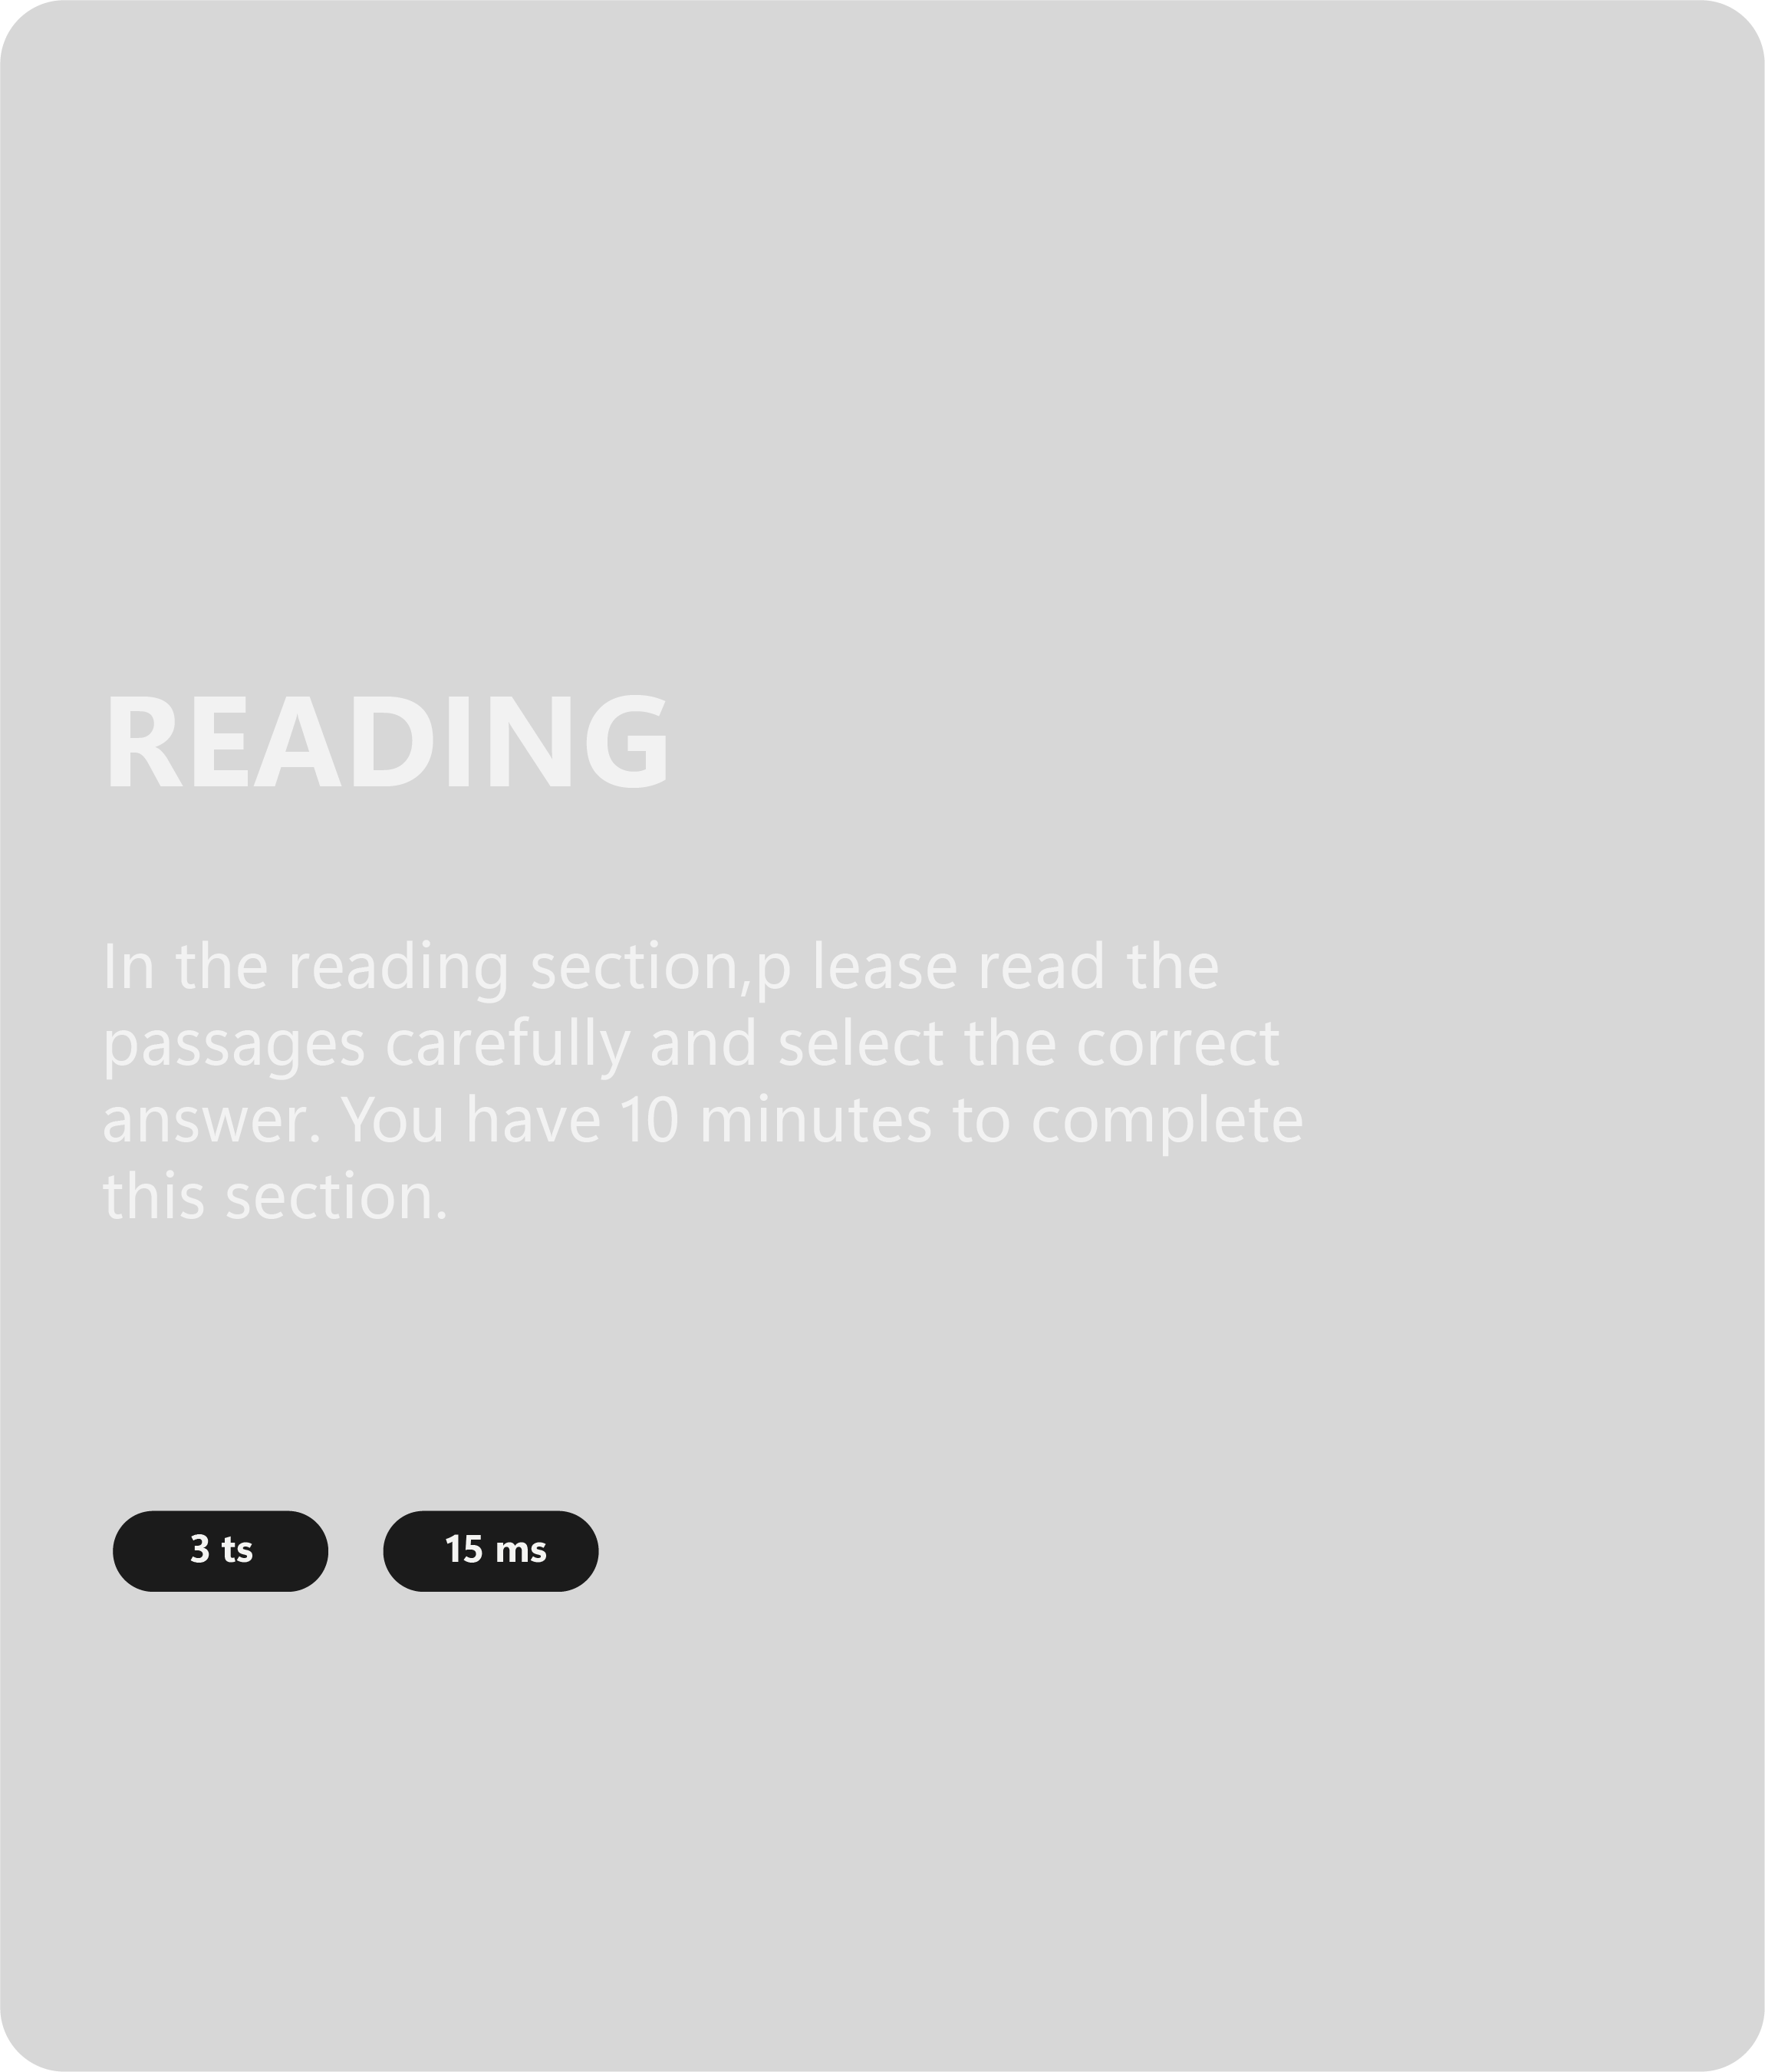 READING
In the reading section,p lease read the
passages carefully and select the correct
answer. You have 10 minutes to complete
this section.
3 ts
15 ms